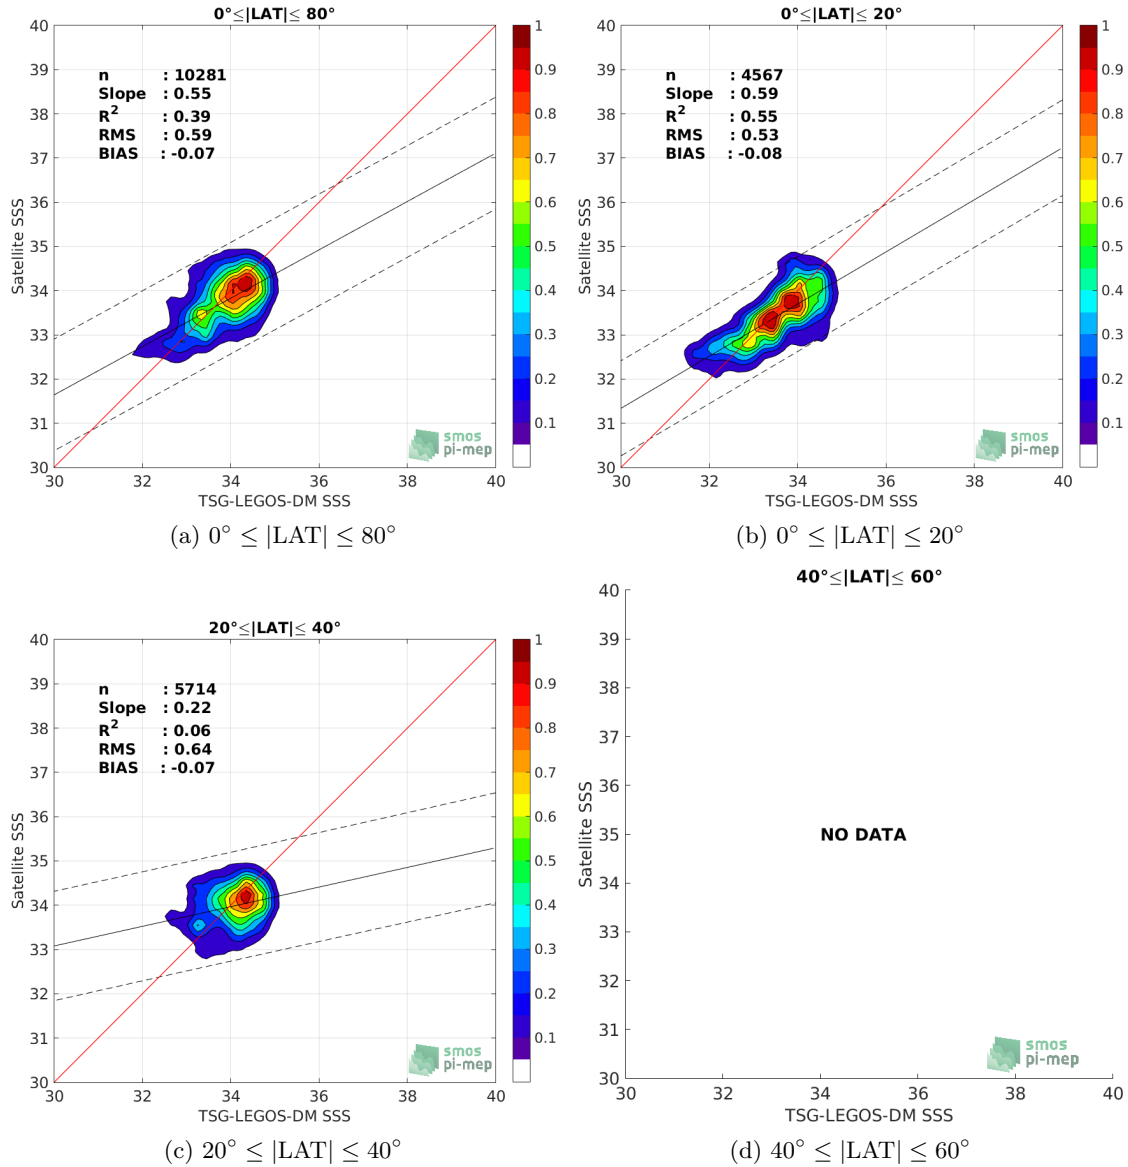 0°≤|LAT|≤ 80°
40
39
38
37
36
35
34
33
32
31
30
Satellite SSS
n : 10281
Slope : 0.55
R² : 0.39
RMS : 0.59
BIAS : -0.07
smos
pi-mep
30 32 34 36 38 40
TSG-LEGOS-DM SSS
1
0.9
0.8
0.7
0.6
0.5
0.4
0.3
0.2
0.1
(a) 0° ≤ |LAT| ≤ 80°
0°≤|LAT|≤ 20°
40
39
38
37
36
35
34
33
32
31
30
Satellite SSS
n : 4567
Slope : 0.59
R² : 0.55
RMS : 0.53
BIAS : -0.08
smos
pi-mep
30 32 34 36 38 40
TSG-LEGOS-DM SSS
1
0.9
0.8
0.7
0.6
0.5
0.4
0.3
0.2
0.1
(b) 0° ≤ |LAT| ≤ 20°
20°≤|LAT|≤ 40°
40
39
38
37
36
35
34
33
32
31
30
Satellite SSS
n : 5714
Slope : 0.22
R² : 0.06
RMS : 0.64
BIAS : -0.07
smos
pi-mep
30 32 34 36 38 40
TSG-LEGOS-DM SSS
1
0.9
0.8
0.7
0.6
0.5
0.4
0.3
0.2
0.1
(c) 20° ≤ |LAT| ≤ 40°
40°≤|LAT|≤ 60°
40
39
38
37
36
35
34
33
32
31
30
Satellite SSS
NO DATA
smos
pi-mep
30 32 34 36 38 40
TSG-LEGOS-DM SSS
(d) 40° ≤ |LAT| ≤ 60°